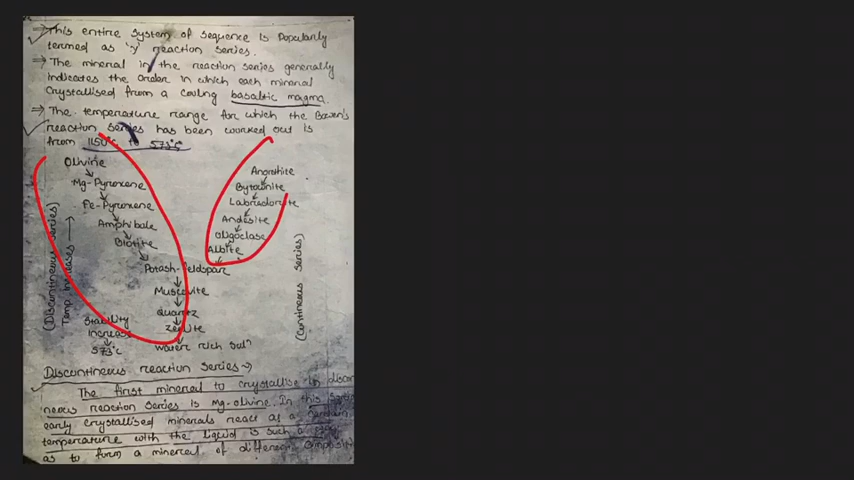 ⇒ This entire system of sequence is popularly
termed as 'y' reaction series.
⇒ The mineral in the reaction series generally
indicates the order in which each mineral
crystallised from a cooling basaltic magma.
⇒ The temperature range for which the Bowen's
reaction series has been worked out is
from 1150°C to 573°C
Olivine
Mg-Pyroxene
Fe-Pyroxene
Amphibole
Biotite
Potash-feldspar
Muscovite
Quartz
Zeolite
Water rich sol?
Anorthite
Bytownite
Labradorite
Andesite
Oligoclase
Albite
(Discontineous Series)
Temp. Increases
Stability
increase
573°C
(Continous Series)
Discontineous reaction series
The first mineral to crystallise in discon
neous reaction series is Mg-olivine. In this
early crystallised minerals react at a
temperature with the liquid is such a
as to form a mineral of different